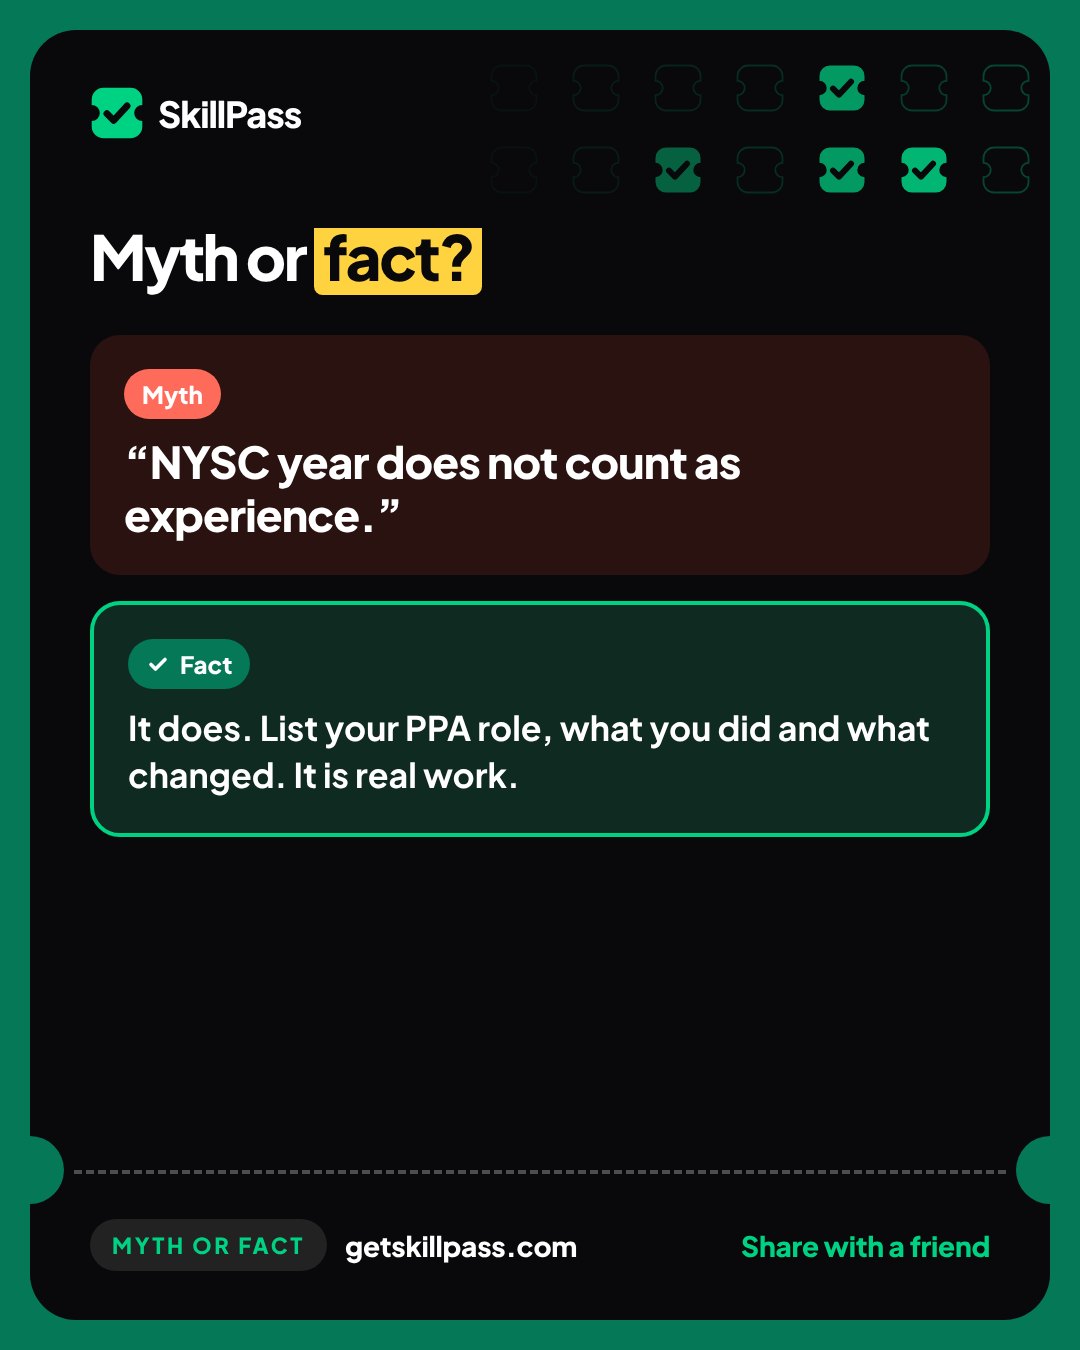 SkillPass
Myth or fact?
Myth
“NYSC year does not count as
experience.”
Fact
It does. List your PPA role, what you did and what
changed. It is real work.
MYTH OR FACT
getskillpass.com
Share with a friend